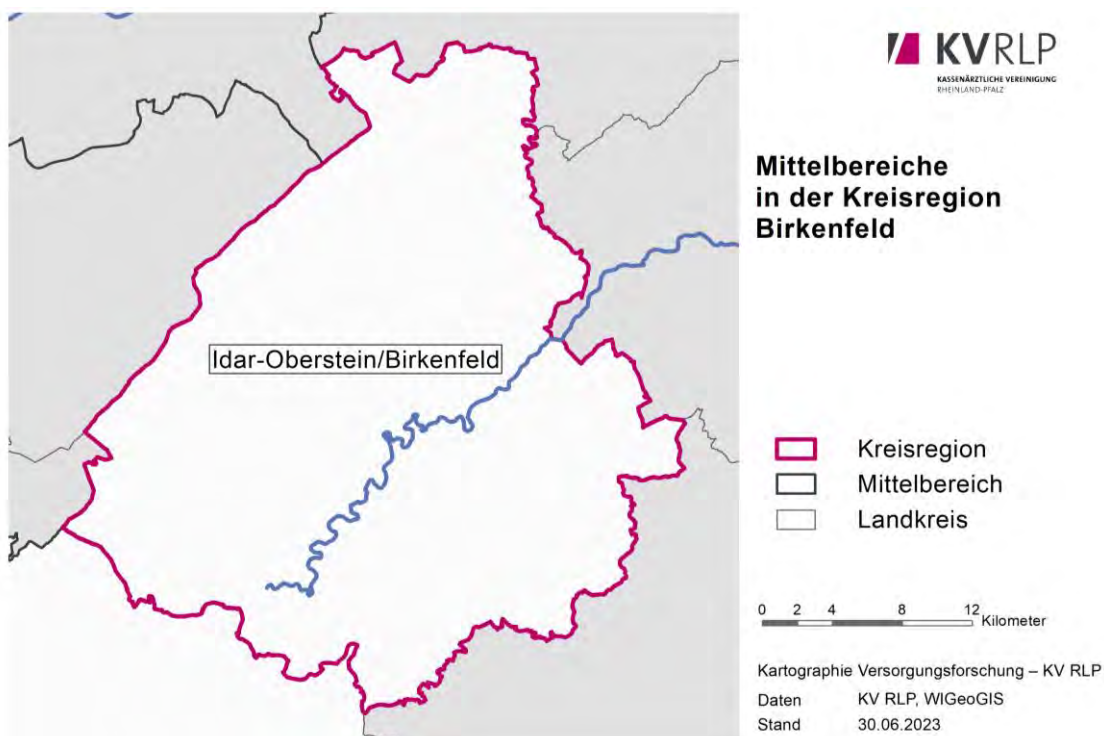 KVRLP
KASSENÄRZTLICHE VEREINIGUNG
RHEINLAND-PFALZ
Mittelbereiche
in der Kreisregion
Birkenfeld
Idar-Oberstein/Birkenfeld
Kreisregion
Mittelbereich
Landkreis
0 2 4 8 12
Kilometer
Kartographie Versorgungsforschung – KV RLP
Daten KV RLP, WIGeoGIS
Stand 30.06.2023